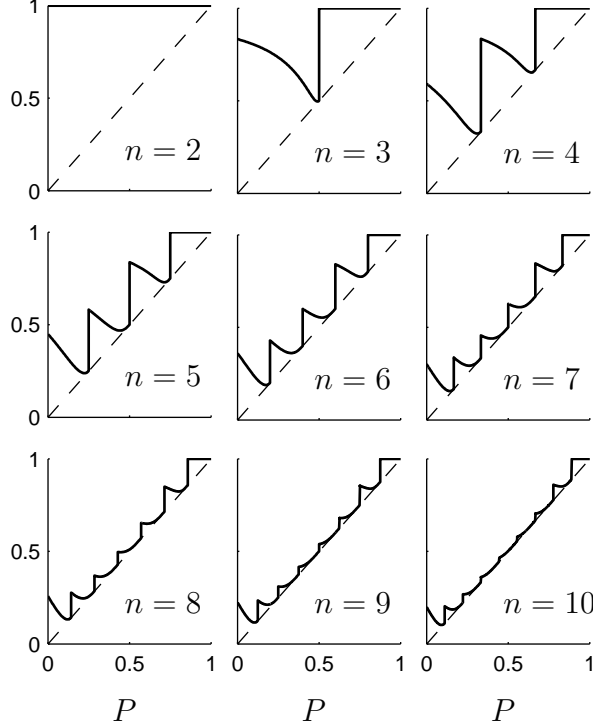 1
0.5
n = 2
n = 3
n = 4
0
1
0.5
n = 5
n = 6
n = 7
0
1
0.5
n = 8
n = 9
n = 10
0
0 0.5 1 0 0.5 1 0 0.5 1
P P P